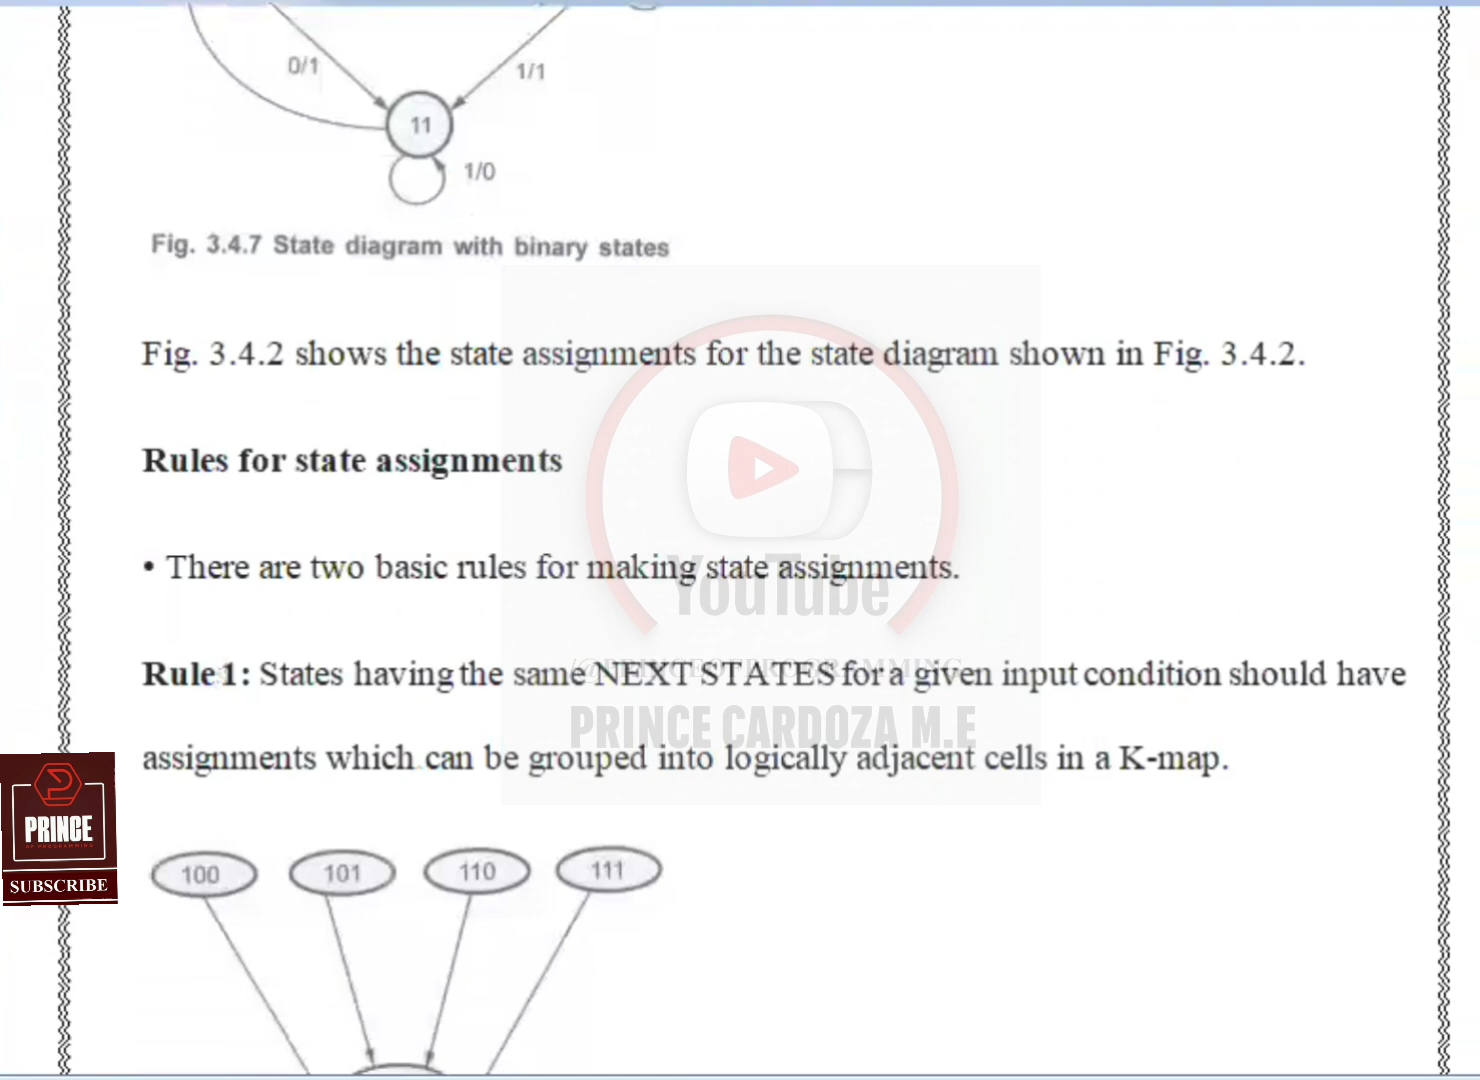 0/1
1/1
11
1/0
Fig. 3.4.7 State diagram with binary states
Fig. 3.4.2 shows the state assignments for the state diagram shown in Fig. 3.4.2.
Rules for state assignments
• There are two basic rules for making state assignments.
YouTube
Rule 1: States having the same NEXT STATES for a given input condition should have
PRINCE CARDOZA M.E
assignments which can be grouped into logically adjacent cells in a K-map.
PRINCE
OF PROGRAMMING
SUBSCRIBE
100
101
110
111